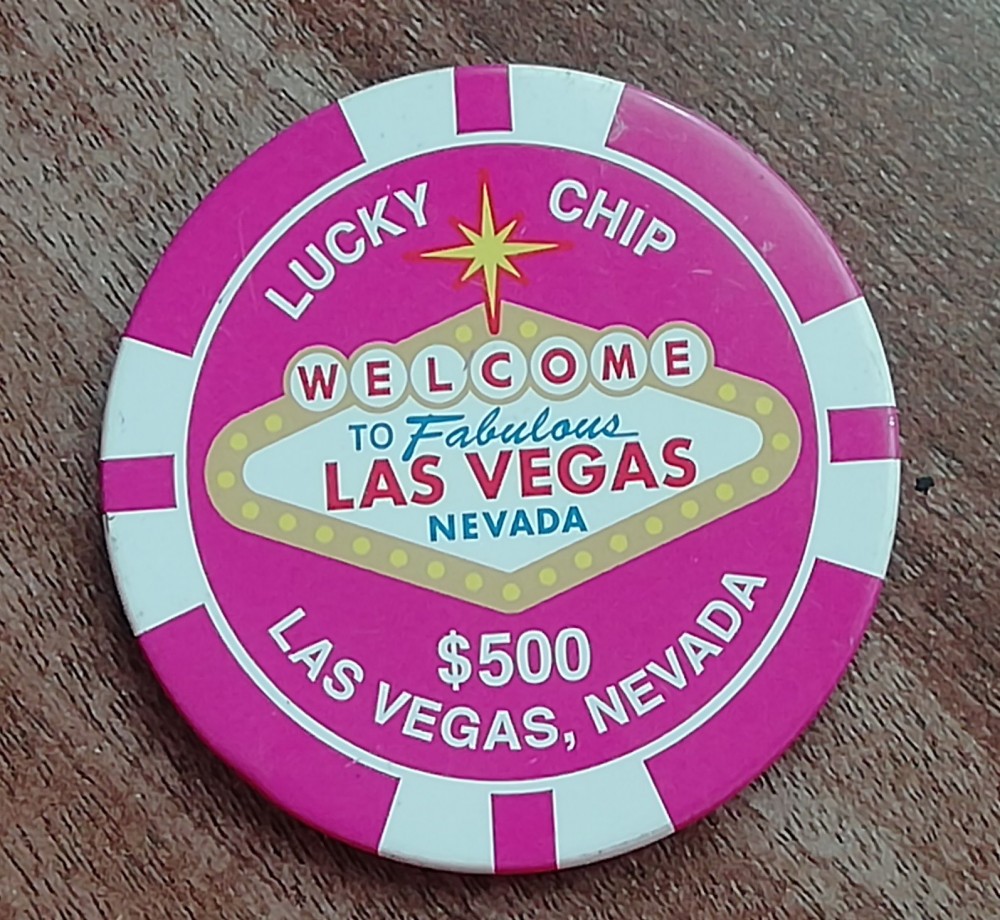 LUCKY CHIP
WELCOME
TO Fabulous
LAS VEGAS
NEVADA
$500
LAS VEGAS, NEVADA